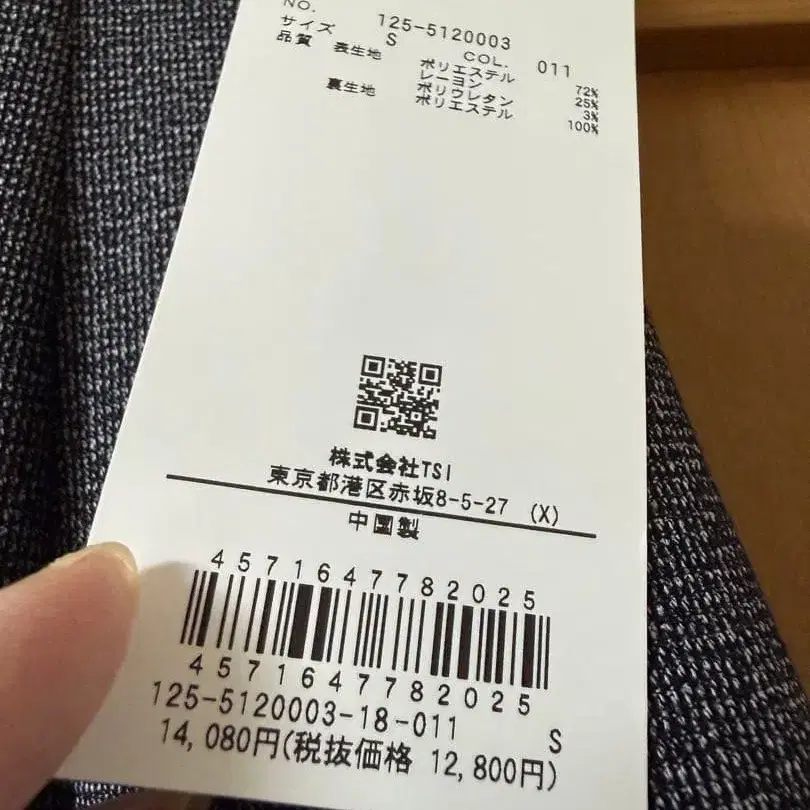 NO. 125-5120003
サイズ S COL. 011
品質 表生地 ポリエステル 72%
レーヨン 25%
ポリウレタン 3%
裏生地 ポリエステル 100%
株式会社TSI
東京都港区赤坂8-5-27 (X)
中国製
4571647782025
4571647782025
125-5120003-18-011 S
14,080円(税抜価格 12,800円)